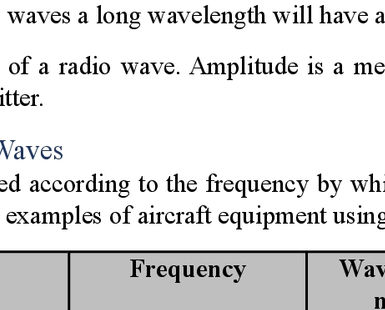 waves a long wavelength will have a
of a radio wave. Amplitude is a me
itter.
Waves
ed according to the frequency by whi
examples of aircraft equipment using
Frequency Wav